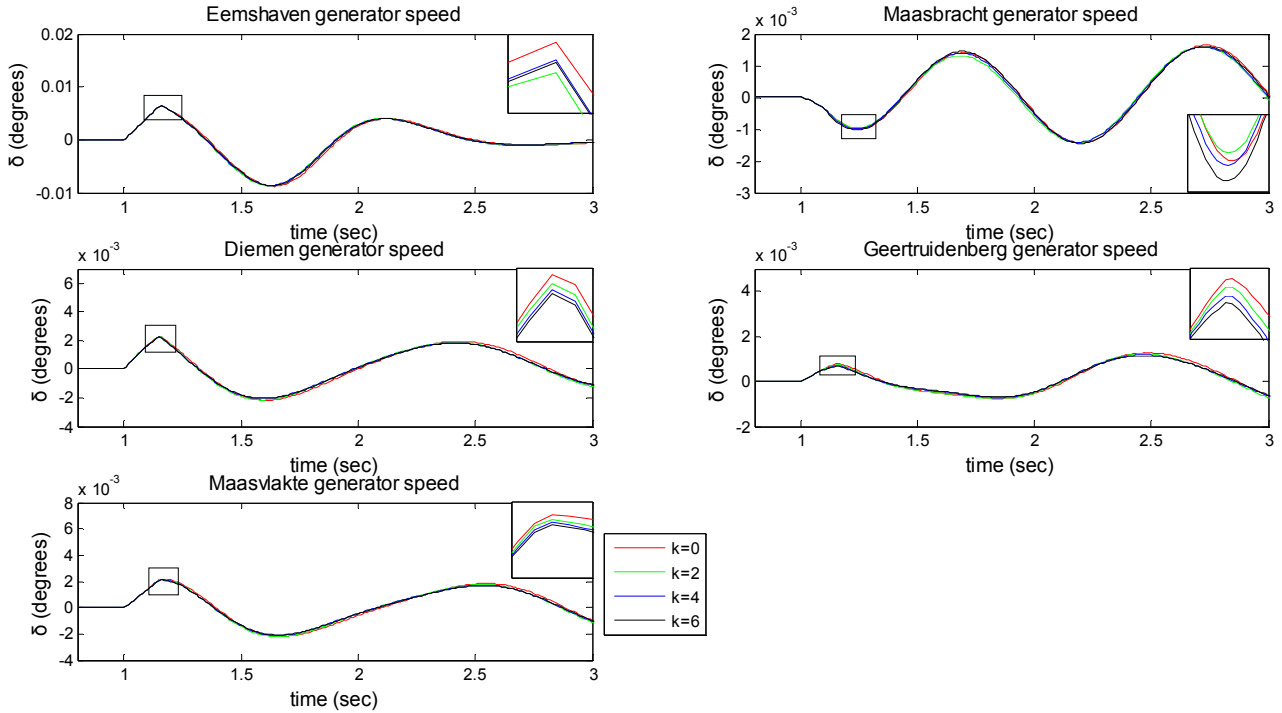 Eemshaven generator speed
0.02
0.01
0
-0.01
δ (degrees)
1 1.5 2 2.5 3
time (sec)
Maasbracht generator speed
x 10⁻³
2
1
0
-1
-2
-3
δ (degrees)
1 1.5 2 2.5 3
time (sec)
Diemen generator speed
x 10⁻³
6
4
2
0
-2
-4
δ (degrees)
1 1.5 2 2.5 3
time (sec)
Geertruidenberg generator speed
x 10⁻³
4
2
0
-2
δ (degrees)
1 1.5 2 2.5 3
time (sec)
Maasvlakte generator speed
x 10⁻³
8
6
4
2
0
-2
-4
δ (degrees)
1 1.5 2 2.5 3
time (sec)
k=0
k=2
k=4
k=6